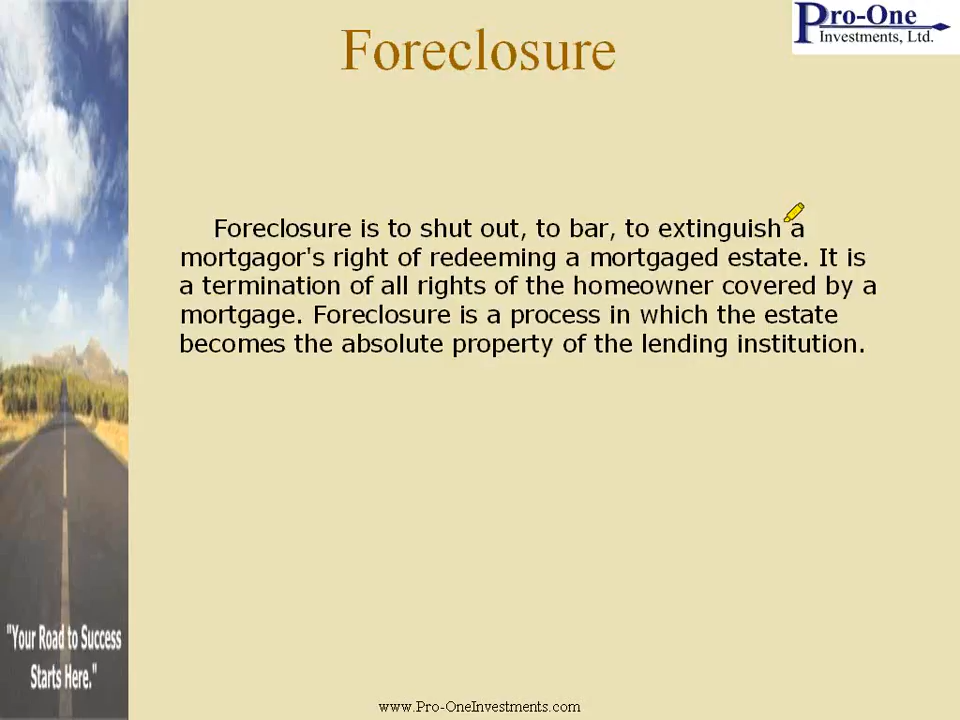 Foreclosure
Pro-One
Investments, Ltd.
Foreclosure is to shut out, to bar, to extinguish a
mortgagor's right of redeeming a mortgaged estate. It is
a termination of all rights of the homeowner covered by a
mortgage. Foreclosure is a process in which the estate
becomes the absolute property of the lending institution.
"Your Road to Success
Starts Here."
www.Pro-OneInvestments.com